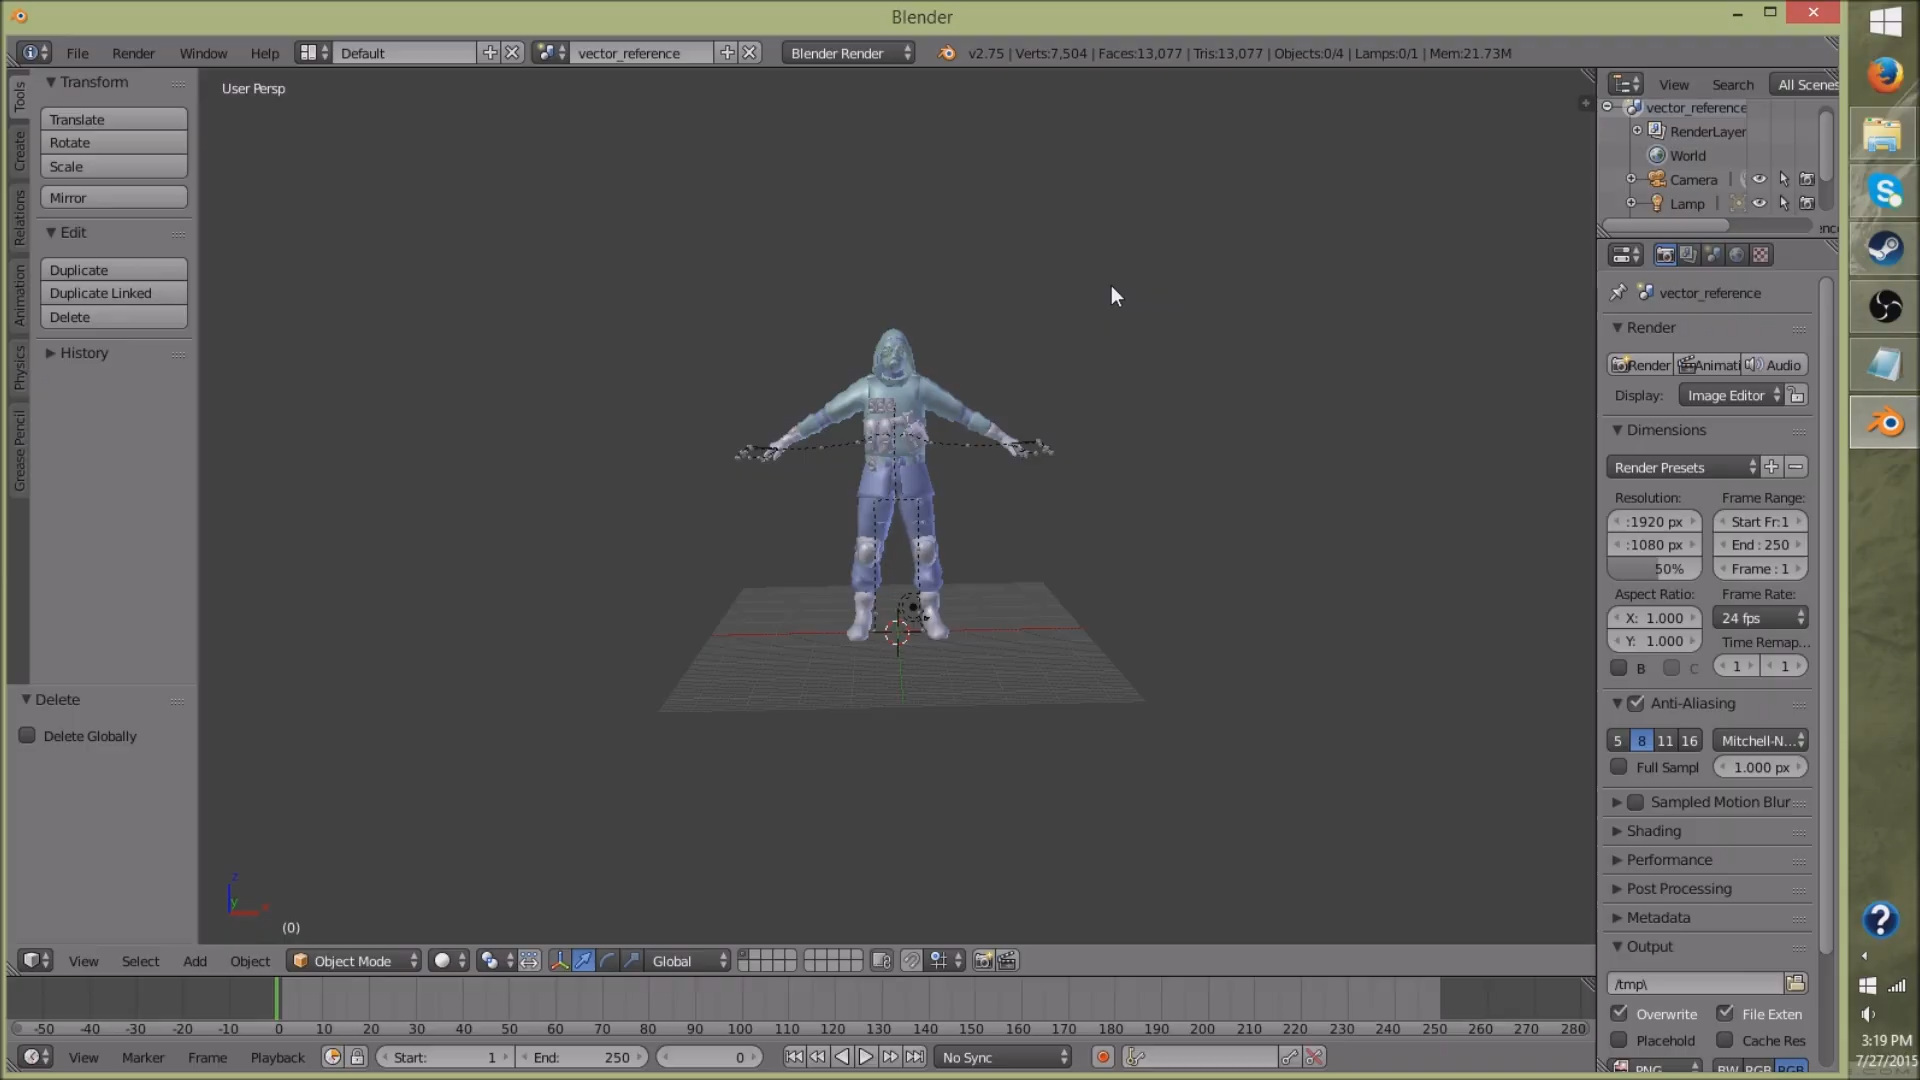 Blender
File Render Window Help Default vector_reference Blender Render v2.75 | Verts:7,504 | Faces:13,077 | Tris:13,077 | Objects:0/4 | Lamps:0/1 | Mem:21.73M
Tools
Create
Relations
Animation
Physics
Grease Pencil
Transform
Translate
Rotate
Scale
Mirror
Edit
Duplicate
Duplicate Linked
Delete
History
Delete
Delete Globally
User Persp
z
y
x
(0)
View Search All Scenes
vector_reference
RenderLayer
World
Camera |
Lamp |
vector_reference
Render
Render Animati Audio
Display: Image Editor
Dimensions
Render Presets
Resolution: Frame Range:
:1920 px Start Fr:1
:1080 px End : 250
50% Frame : 1
Aspect Ratio: Frame Rate:
X: 1.000 24 fps
Y: 1.000 Time Remap...
B C 1 1
Anti-Aliasing
5 8 11 16 Mitchell-N...
Full Sampl 1.000 px
Sampled Motion Blur
Shading
Performance
Post Processing
Metadata
Output
/tmp\
Overwrite File Exten
Placehold Cache Res
PNG BW RGB RGB
View Select Add Object Object Mode Global
-50 -40 -30 -20 -10 0 10 20 30 40 50 60 70 80 90 100 110 120 130 140 150 160 170 180 190 200 210 220 230 240 250 260 270 280
View Marker Frame Playback Start: 1 End: 250 0 No Sync
3:19 PM
7/27/2015